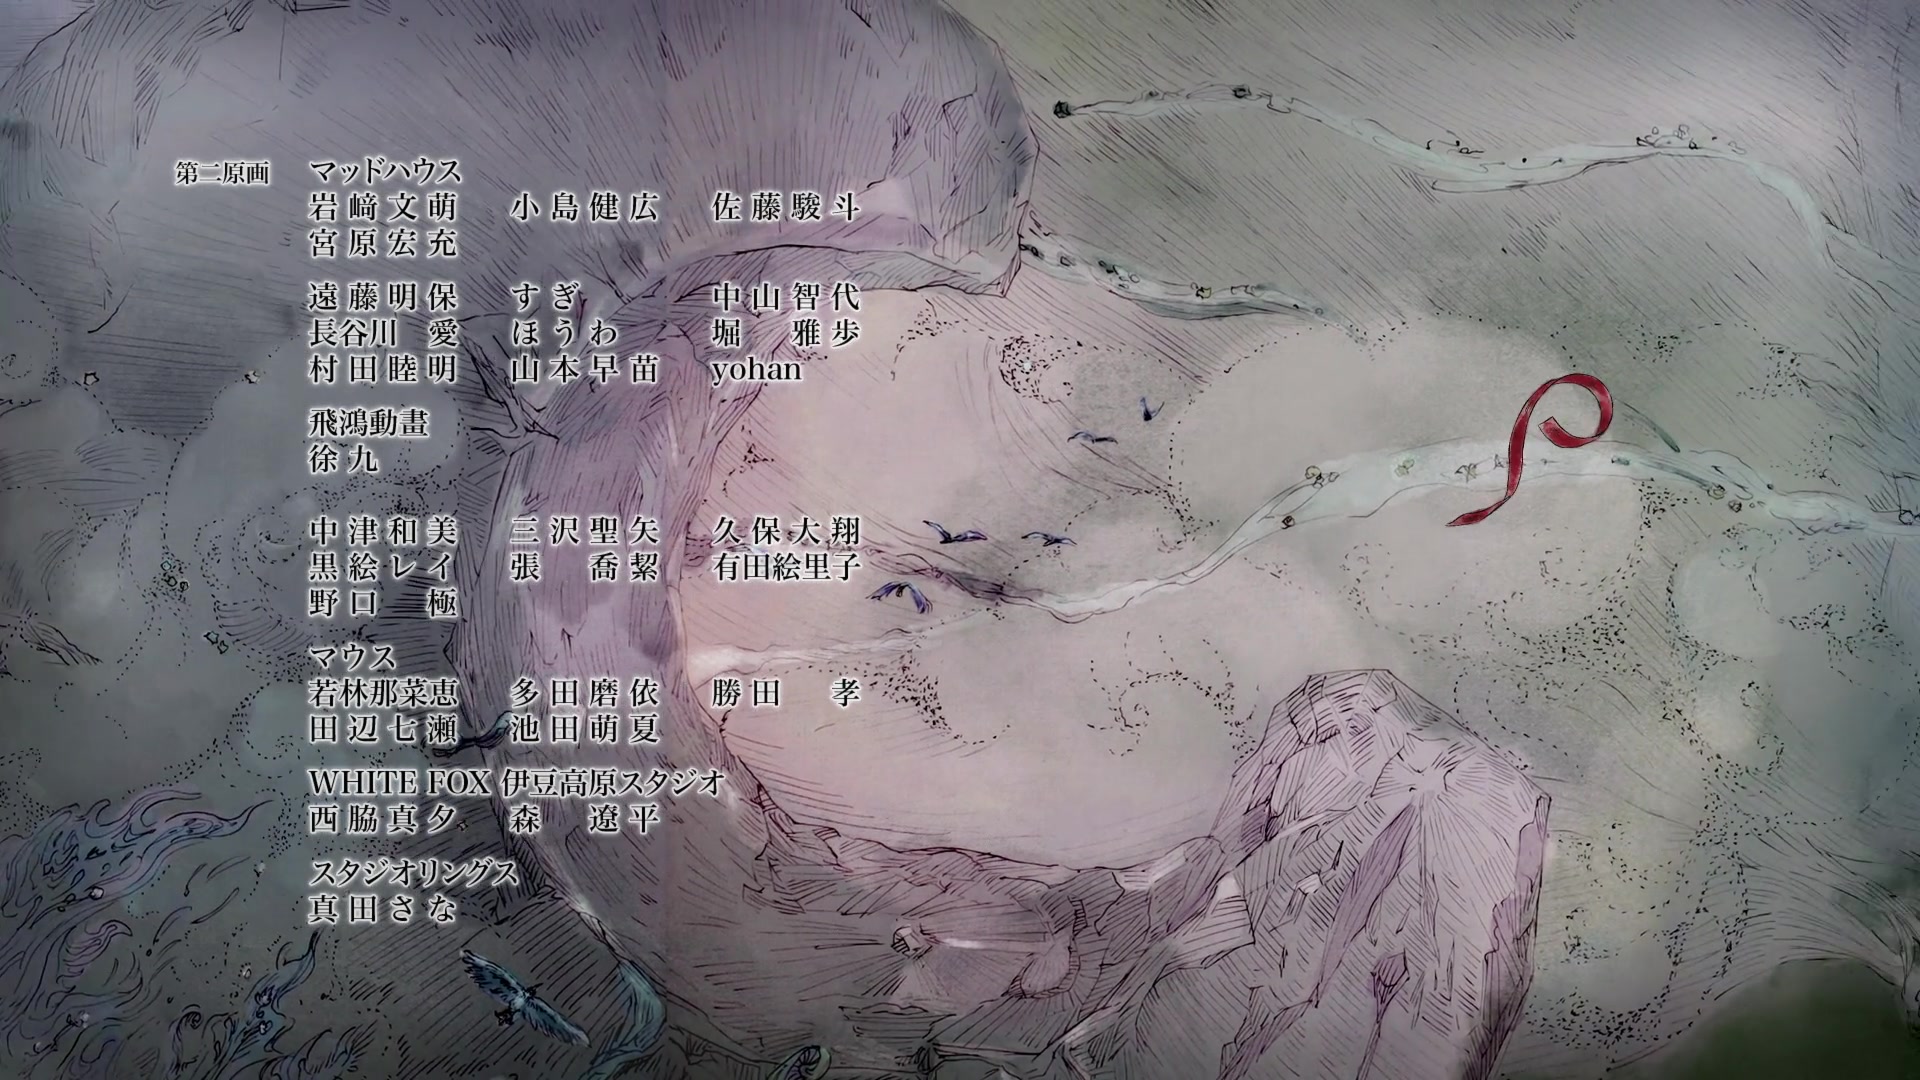 第二原画 マッドハウス
岩﨑文萌 小島健広 佐藤駿斗
宮原宏充
遠藤明保 すぎ 中山智代
長谷川 愛 ほうわ 堀 雅歩
村田睦明 山本早苗 yohan
飛鴻動畫
徐九
中津和美 三沢聖矢 久保大翔
黒絵レイ 張 喬絜 有田絵里子
野口 極
マウス
若林那菜恵 多田磨依 勝田 孝
田辺七瀬 池田萌夏
WHITE FOX 伊豆高原スタジオ
西脇真夕 森 遼平
スタジオリングス
真田さな